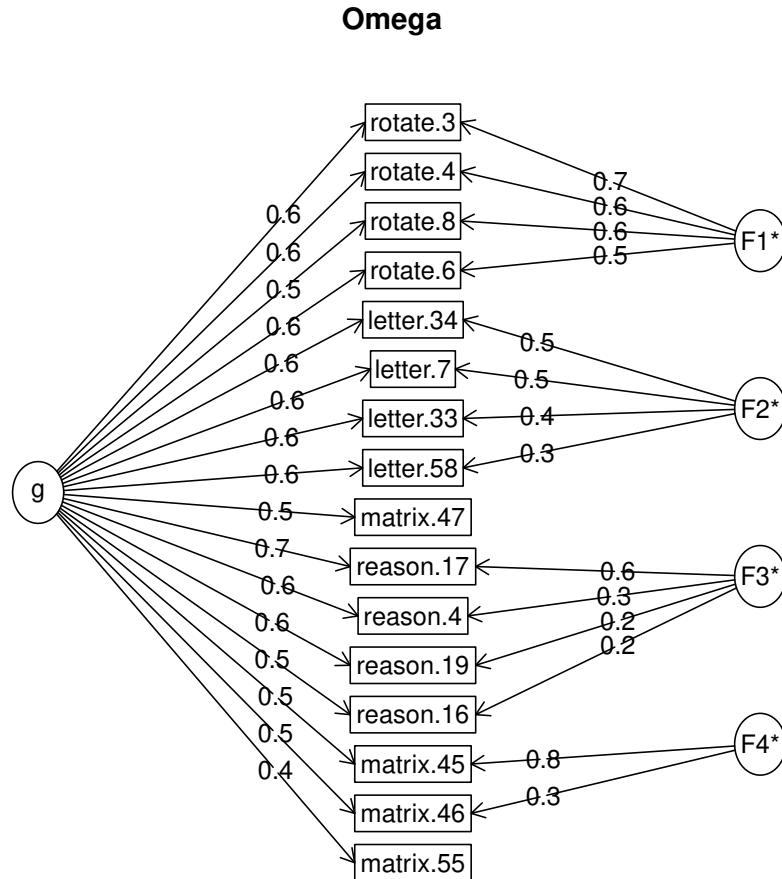 Omega
rotate.3
rotate.4
rotate.8
rotate.6
letter.34
letter.7
letter.33
letter.58
matrix.47
reason.17
reason.4
reason.19
reason.16
matrix.45
matrix.46
matrix.55
g
0.6
0.6
0.5
0.6
0.6
0.6
0.6
0.6
0.5
0.7
0.6
0.6
0.5
0.5
0.5
0.4
F1*
0.7
0.6
0.6
0.5
F2*
0.5
0.5
0.4
0.3
F3*
0.6
0.3
0.2
0.2
F4*
0.8
0.3